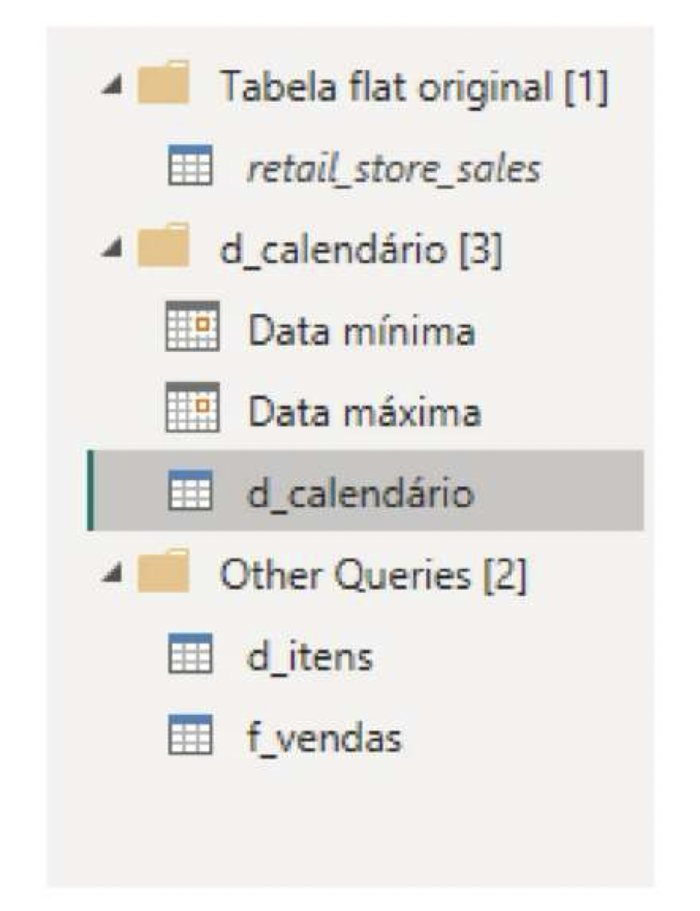 Tabela flat original [1]
retail_store_sales
d_calendário [3]
Data mínima
Data máxima
d_calendário
Other Queries [2]
d_itens
f_vendas